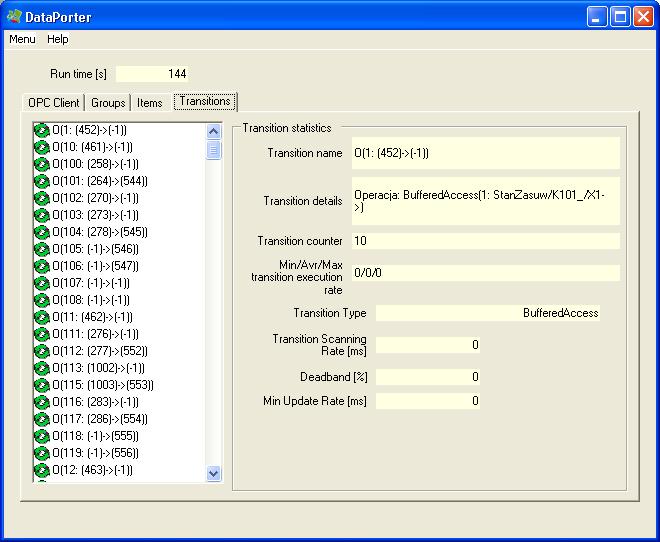 DataPorter
Menu Help
Run time [s] 144
OPC Client Groups Items Transitions
O(1: (452)->(-1))
O(10: (461)->(-1))
O(100: (258)->(-1))
O(101: (264)->(544))
O(102: (270)->(-1))
O(103: (273)->(-1))
O(104: (278)->(545))
O(105: (-1)->(546))
O(106: (-1)->(547))
O(107: (-1)->(-1))
O(108: (-1)->(-1))
O(11: (462)->(-1))
O(111: (276)->(-1))
O(112: (277)->(552))
O(113: (1002)->(-1))
O(115: (1003)->(553))
O(116: (283)->(-1))
O(117: (286)->(554))
O(118: (-1)->(555))
O(119: (-1)->(556))
O(12: (463)->(-1))
Transition statistics
Transition name O(1: (452)->(-1))
Transition details Operacja: BufferedAccess(1: StanZasuw/K101_/X1-
>)
Transition counter 10
Min/Avr/Max
transition execution 0/0/0
rate
Transition Type BufferedAccess
Transition Scanning
Rate [ms] 0
Deadband [%] 0
Min Update Rate [ms] 0